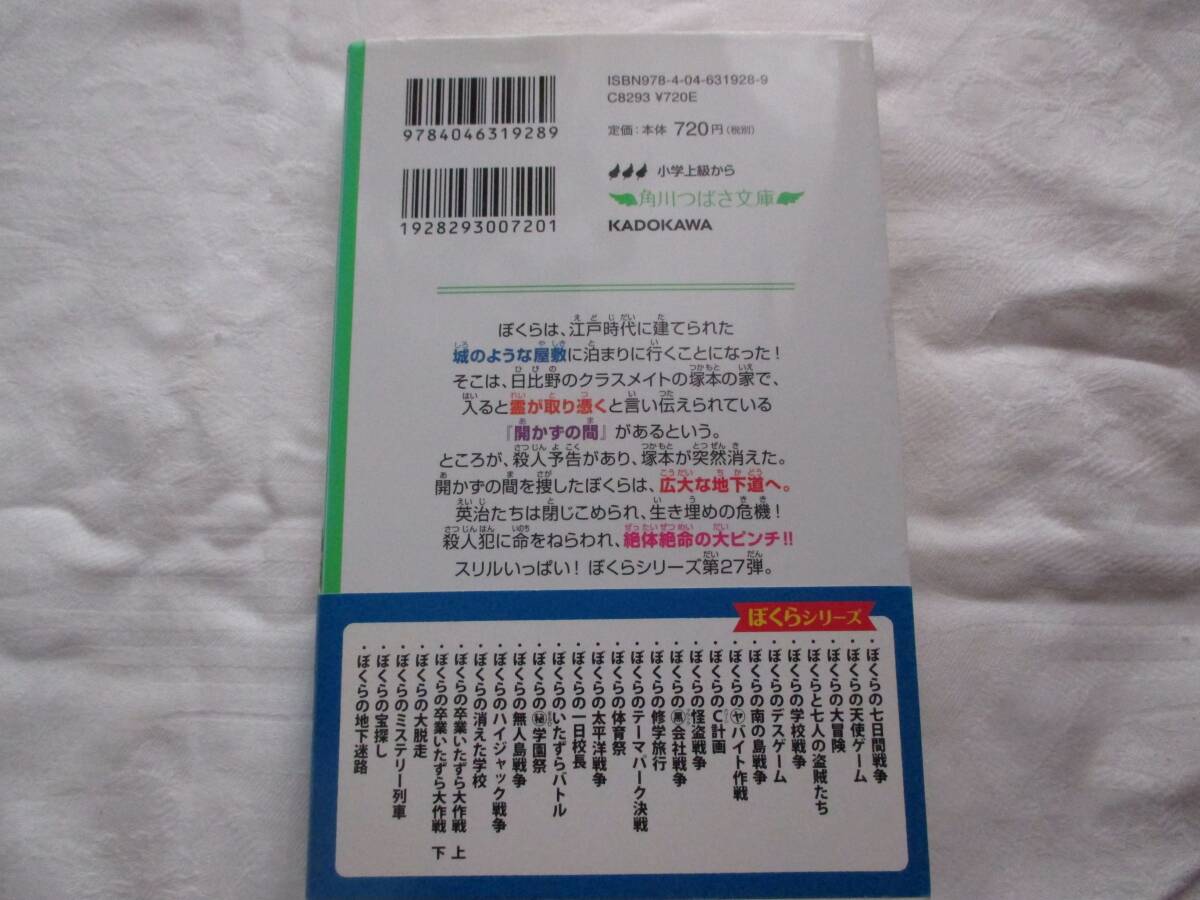 ISBN978-4-04-631928-9
C8293 ¥720E
9784046319289
定価：本体 720円（税別）
小学上級から
角川つばさ文庫
1928293007201
KADOKAWA
ぼくらは、江戸時代に建てられた
城のような屋敷に泊まりに行くことになった！
そこは、日比野のクラスメイトの塚本の家で、
入ると霊が取り憑くと言い伝えられている
『開かずの間』があるという。
ところが、殺人予告があり、塚本が突然消えた。
開かずの間を捜したぼくらは、広大な地下道へ。
英治たちは閉じこめられ、生き埋めの危機！
殺人犯に命をねらわれ、絶体絶命の大ピンチ!!
スリルいっぱい！ ぼくらシリーズ第27弾。
ぼくらシリーズ
・ぼくらの七日間戦争
・ぼくらの天使ゲーム
・ぼくらの大冒険
・ぼくらと七人の盗賊たち
・ぼくらの学校戦争
・ぼくらのデスゲーム
・ぼくらの南の島戦争
・ぼくらの㋳バイト作戦
・ぼくらのC計画
・ぼくらの怪盗戦争
・ぼくらの黒会社戦争
・ぼくらの修学旅行
・ぼくらのテーマパーク決戦
・ぼくらの体育祭
・ぼくらの太平洋戦争
・ぼくらの一日校長
・ぼくらのいたずらバトル
・ぼくらの㊙学園祭
・ぼくらの無人島戦争
・ぼくらのハイジャック戦争
・ぼくらの消えた学校
・ぼくらの卒業いたずら大作戦 上
・ぼくらの卒業いたずら大作戦 下
・ぼくらの大脱走
・ぼくらのミステリー列車
・ぼくらの宝探し
・ぼくらの地下迷路